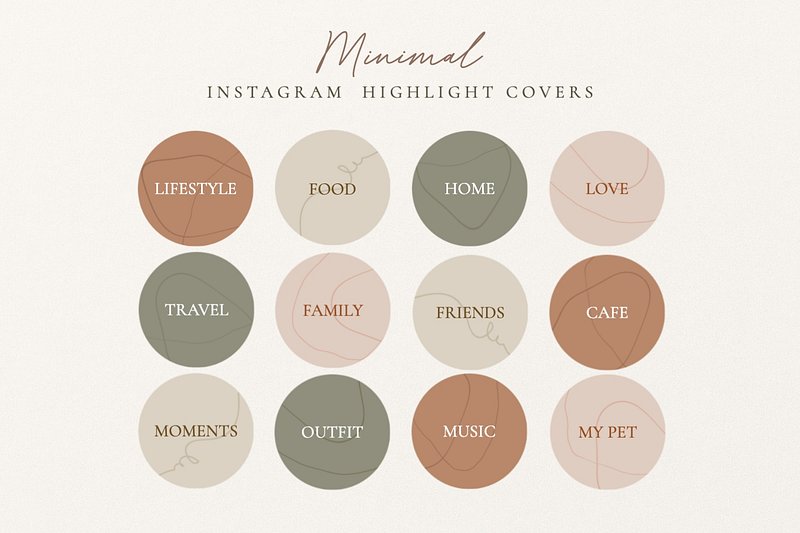 Minimal
INSTAGRAM HIGHLIGHT COVERS
LIFESTYLE
FOOD
HOME
LOVE
TRAVEL
FAMILY
FRIENDS
CAFE
MOMENTS
OUTFIT
MUSIC
MY PET